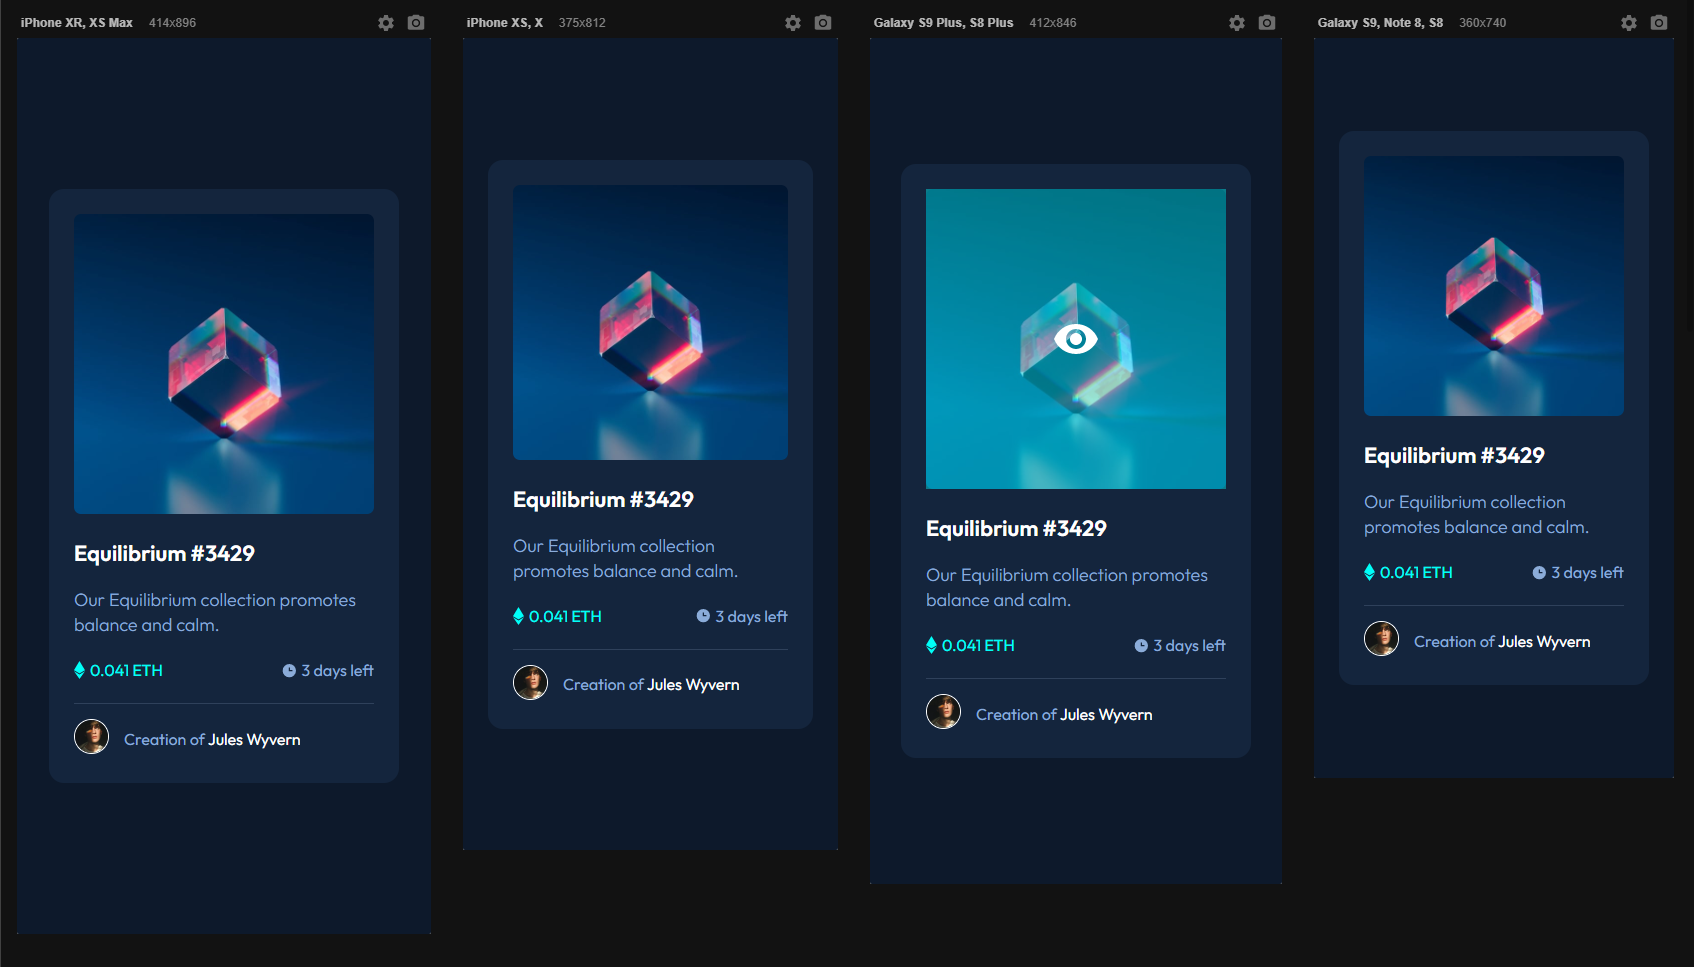 iPhone XR, XS Max 414x896
Equilibrium #3429
Our Equilibrium collection promotes
balance and calm.
0.041 ETH 3 days left
Creation of Jules Wyvern
iPhone XS, X 375x812
Equilibrium #3429
Our Equilibrium collection
promotes balance and calm.
0.041 ETH 3 days left
Creation of Jules Wyvern
Galaxy S9 Plus, S8 Plus 412x846
Equilibrium #3429
Our Equilibrium collection promotes
balance and calm.
0.041 ETH 3 days left
Creation of Jules Wyvern
Galaxy S9, Note 8, S8 360x740
Equilibrium #3429
Our Equilibrium collection
promotes balance and calm.
0.041 ETH 3 days left
Creation of Jules Wyvern